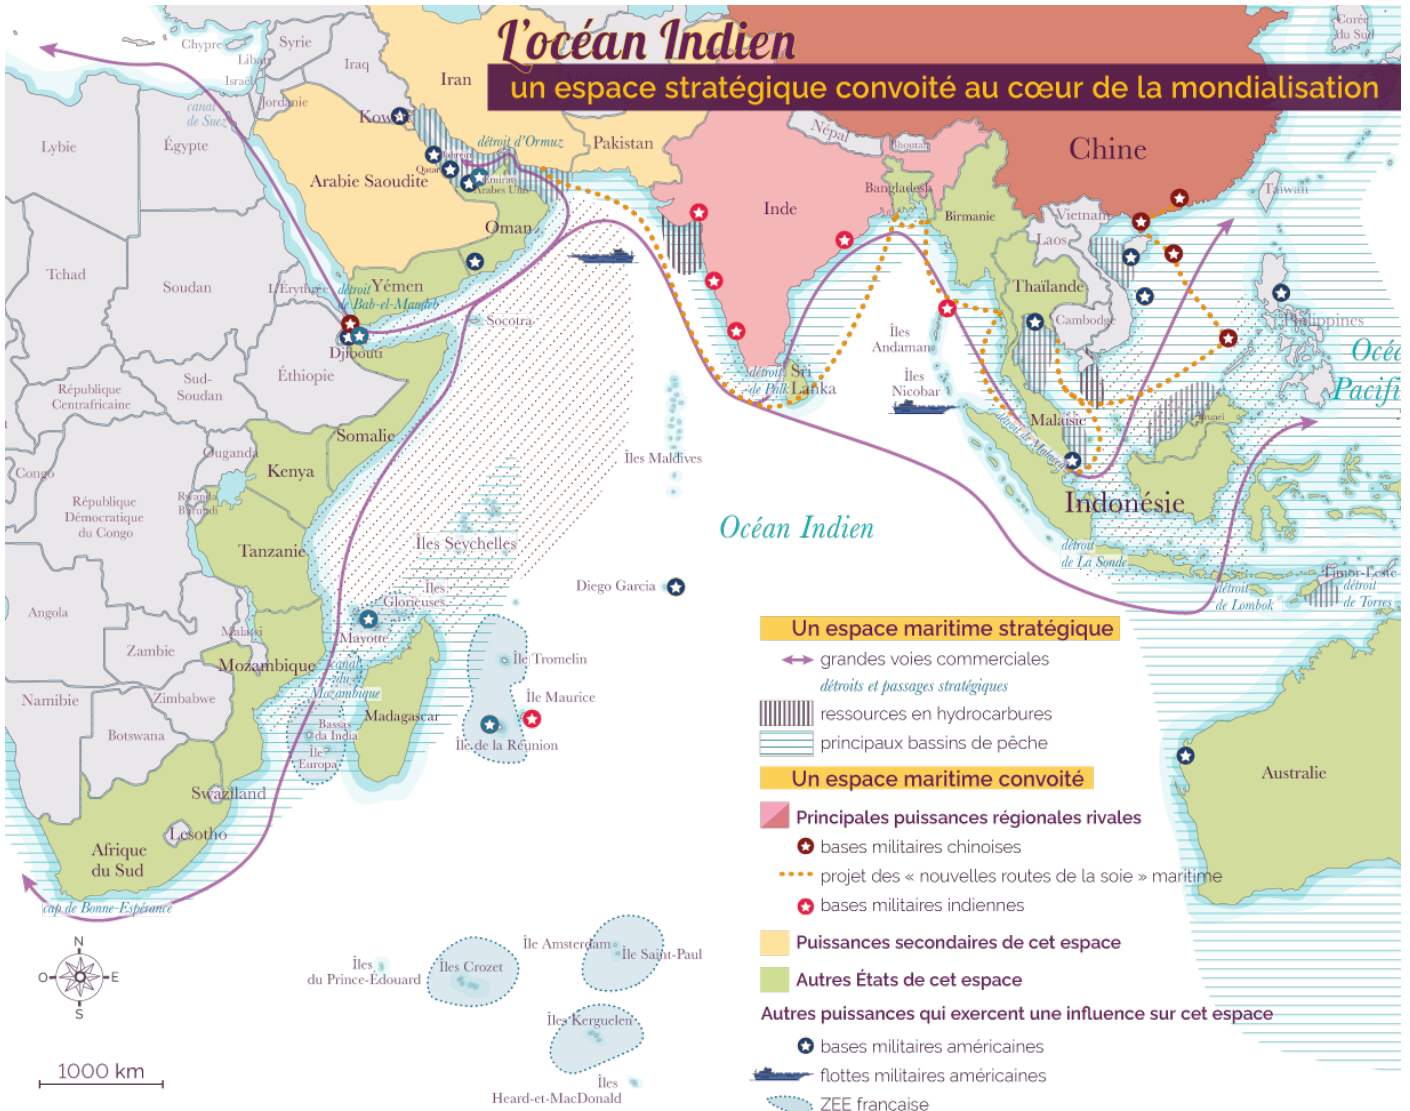 L'océan Indien
un espace stratégique convoité au cœur de la mondialisation
Chypre
Syrie
Liban
Israël
Iraq
Jordanie
canal
de Suez
Lybie
Égypte
Iran
Pakistan
détroit d'Ormuz
Bahreïn
Qatar
Émirats
Arabes Unis
Arabie Saoudite
Oman
Yémen
détroit
de Bab-el-Mandeb
L'Érythrée
Djibouti
Socotra
Népal
Bhoutan
Bangladesh
Inde
Birmanie
Chine
Corée
du Sud
Taiwan
Vietnam
Laos
Thaïlande
Cambodge
Philippines
Tchad
Soudan
Sud-
Soudan
République
Centrafricaine
Éthiopie
Somalie
Ouganda
Kenya
Congo
Rwanda
Burundi
République
Démocratique
du Congo
Tanzanie
Angola
Malawi
Zambie
Mozambique
Namibie
Zimbabwe
Botswana
Swaziland
Lesotho
Afrique
du Sud
cap de Bonne-Espérance
Îles
Andaman
Îles
Nicobar
détroit
de Palk
Sri
Lanka
Îles Maldives
Îles Seychelles
Îles
Glorieuses
Mayotte
canal
du
Mozambique
Madagascar
Bassas
da India
Île
Europa
Île Tromelin
Île Maurice
Île de la Réunion
Diego Garcia
Océan Indien
Malaisie
détroit de Malacca
Brunei
Indonésie
détroit
de La Sonde
détroit
de Lombok
Timor-Leste
détroit
de Torres
Australie
Îles
du Prince-Édouard
Îles Crozet
Île Amsterdam
Île Saint-Paul
Îles Kerguelen
Îles
Heard-et-MacDonald
N
O
E
S
1000 km
Un espace maritime stratégique
grandes voies commerciales
détroits et passages stratégiques
ressources en hydrocarbures
principaux bassins de pêche
Un espace maritime convoité
Principales puissances régionales rivales
bases militaires chinoises
projet des « nouvelles routes de la soie » maritime
bases militaires indiennes
Puissances secondaires de cet espace
Autres États de cet espace
Autres puissances qui exercent une influence sur cet espace
bases militaires américaines
flottes militaires américaines
ZEE française